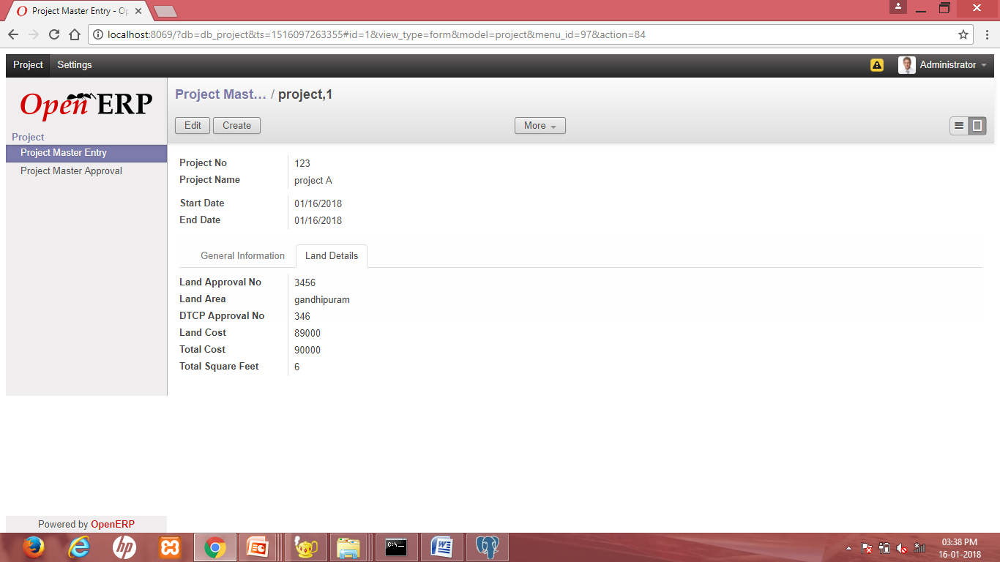 Project Master Entry - Op
localhost:8069/?db=db_project&ts=1516097263355#id=1&view_type=form&model=project&menu_id=97&action=84
Project Settings Administrator
Open ERP
Project Mast... / project,1
Edit Create More
Project
Project Master Entry
Project Master Approval
Project No 123
Project Name project A
Start Date 01/16/2018
End Date 01/16/2018
General Information Land Details
Land Approval No 3456
Land Area gandhipuram
DTCP Approval No 346
Land Cost 89000
Total Cost 90000
Total Square Feet 6
Powered by OpenERP
03:38 PM
16-01-2018